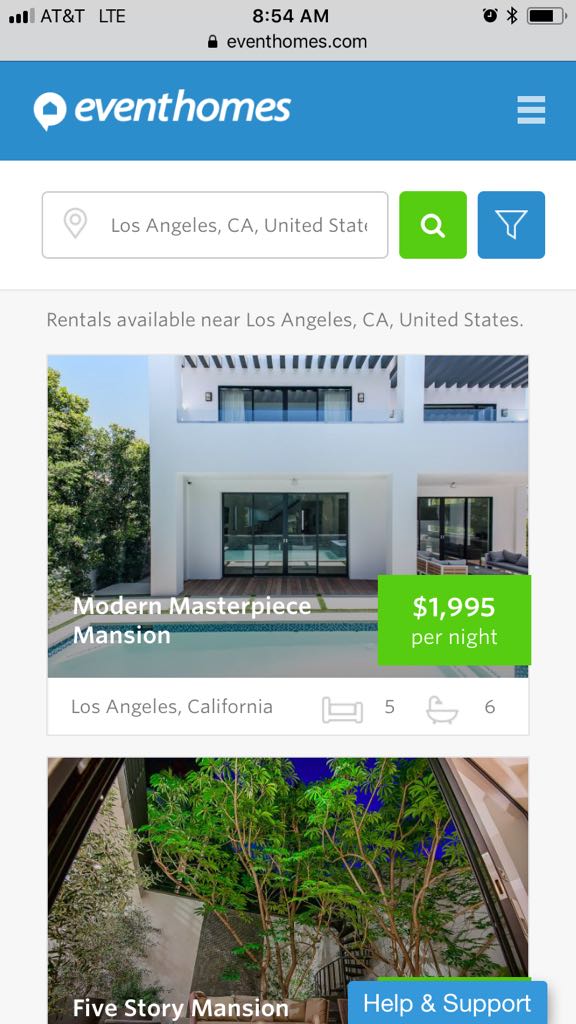 AT&T LTE 8:54 AM
eventhomes.com
eventhomes
Los Angeles, CA, United State
Rentals available near Los Angeles, CA, United States.
Modern Masterpiece
Mansion
$1,995
per night
Los Angeles, California 5 6
Five Story Mansion
Help & Support